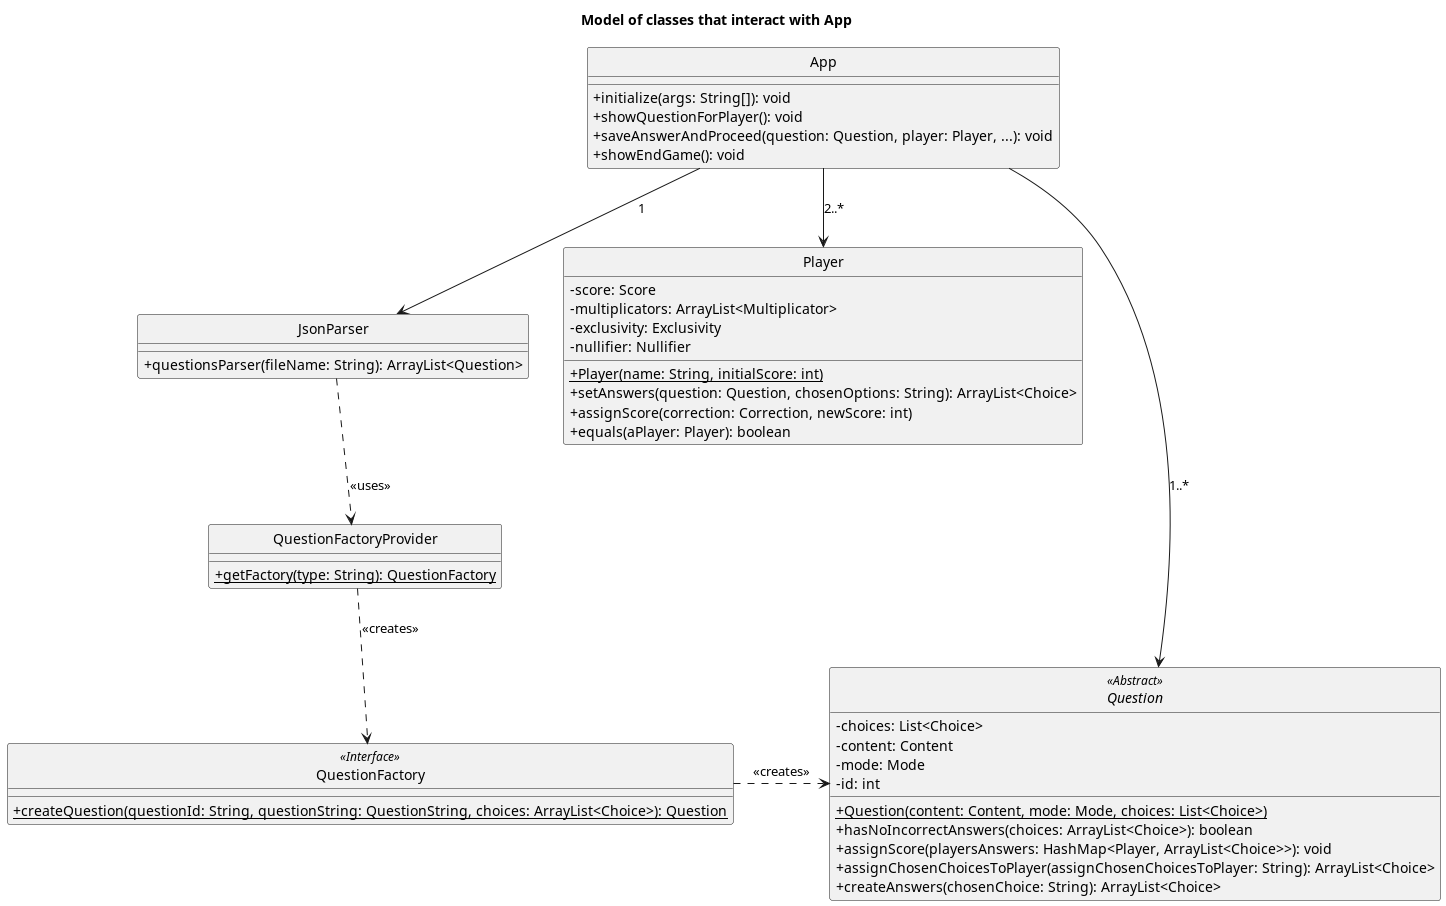 Model of classes that interact with App
App
+initialize(args: String[]): void
+showQuestionForPlayer(): void
+saveAnswerAndProceed(question: Question, player: Player, ...): void
+showEndGame(): void
1
2..*
Player
-score: Score
-multiplicators: ArrayList<Multiplicator>
-exclusivity: Exclusivity
-nullifier: Nullifier
+Player(name: String, initialScore: int)
+setAnswers(question: Question, chosenOptions: String): ArrayList<Choice>
+assignScore(correction: Correction, newScore: int)
+equals(aPlayer: Player): boolean
JsonParser
+questionsParser(fileName: String): ArrayList<Question>
«uses»
1..*
QuestionFactoryProvider
+getFactory(type: String): QuestionFactory
«creates»
«Interface»
QuestionFactory
+createQuestion(questionId: String, questionString: QuestionString, choices: ArrayList<Choice>): Question
«creates»
«Abstract»
Question
-choices: List<Choice>
-content: Content
-mode: Mode
-id: int
+Question(content: Content, mode: Mode, choices: List<Choice>)
+hasNoIncorrectAnswers(choices: ArrayList<Choice>): boolean
+assignScore(playersAnswers: HashMap<Player, ArrayList<Choice>>): void
+assignChosenChoicesToPlayer(assignChosenChoicesToPlayer: String): ArrayList<Choice>
+createAnswers(chosenChoice: String): ArrayList<Choice>